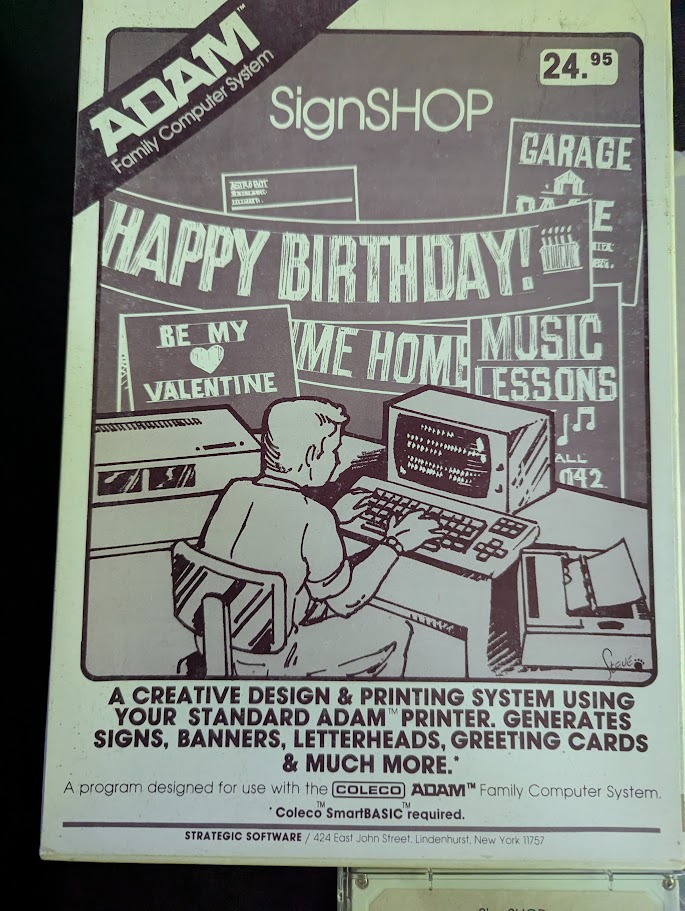 ADAM™
Family Computer System
24.95
SignSHOP
GARAGE
HAPPY BIRTHDAY!
BE MY
VALENTINE
HOME
MUSIC
LESSONS
042
Steve
A CREATIVE DESIGN & PRINTING SYSTEM USING
YOUR STANDARD ADAM™ PRINTER. GENERATES
SIGNS, BANNERS, LETTERHEADS, GREETING CARDS
& MUCH MORE.*
A program designed for use with the COLECO ADAM™ Family Computer System.
*Coleco™ SmartBASIC™ required.
STRATEGIC SOFTWARE / 424 East John Street, Lindenhurst, New York 11757